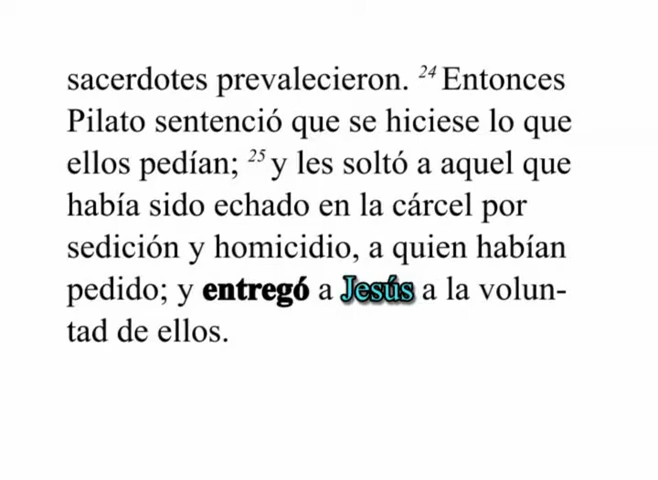 sacerdotes prevalecieron. 24 Entonces
Pilato sentenció que se hiciese lo que
ellos pedían; 25 y les soltó a aquel que
había sido echado en la cárcel por
sedición y homicidio, a quien habían
pedido; y entregó a Jesús a la volun-
tad de ellos.